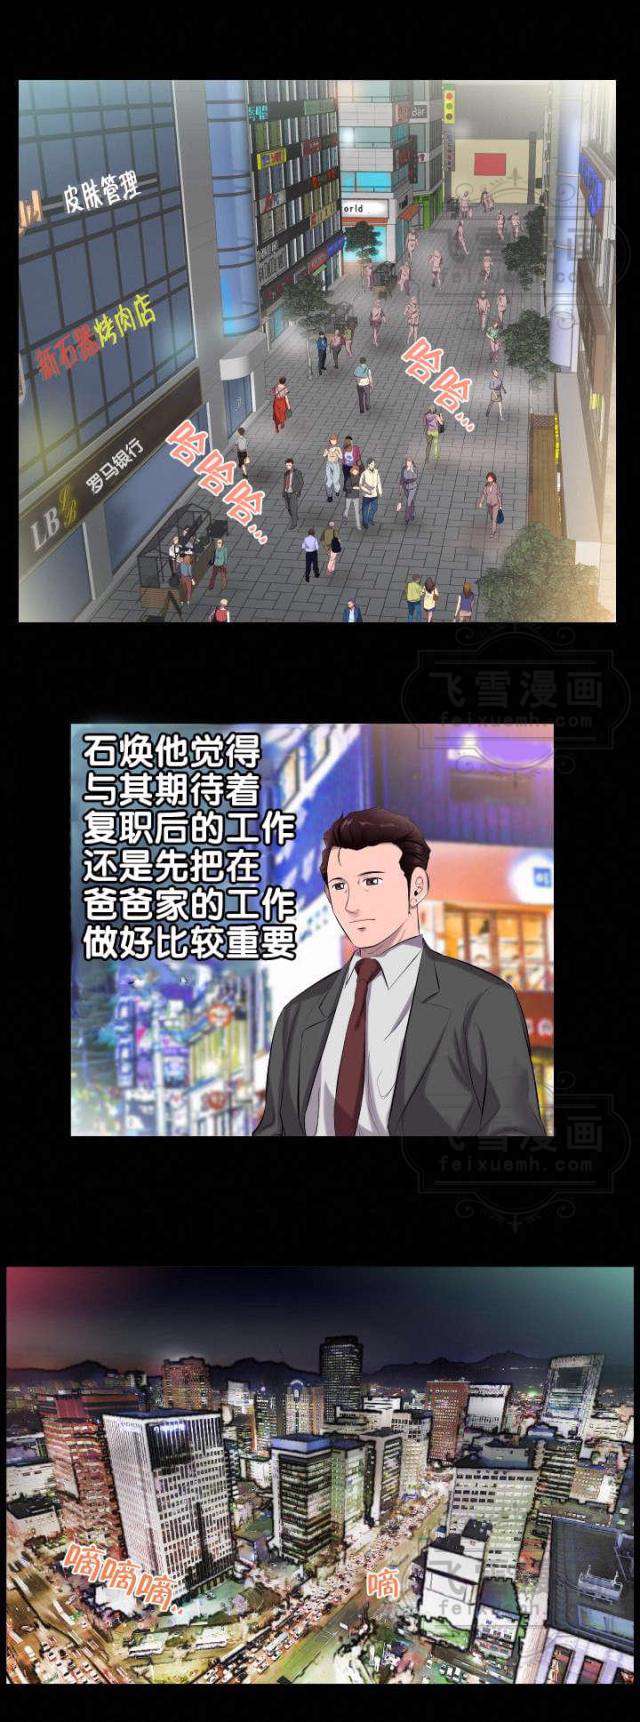 皮肤管理
orld
Bar
新石器烤肉店
LB
罗马银行
哈哈...
哈哈哈...
飞雪漫画
feixuemh.com
石焕他觉得
与其期待着
复职后的工作
还是先把在
爸爸家的工作
做好比较重要
飞雪漫画
feixuemh.com
嘀嘀嘀..
嘀